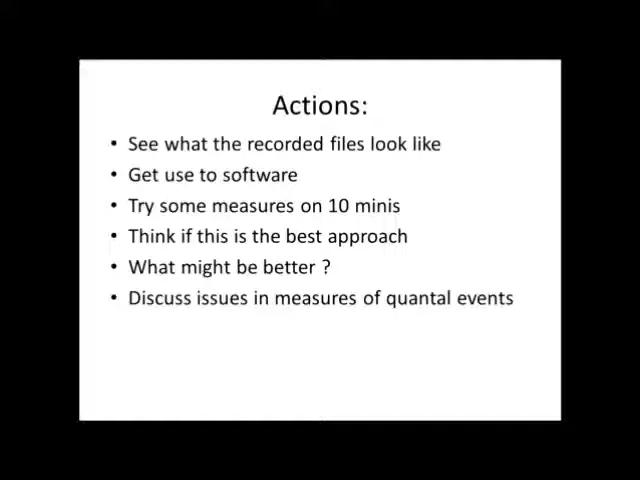 Actions:
• See what the recorded files look like
• Get use to software
• Try some measures on 10 minis
• Think if this is the best approach
• What might be better ?
• Discuss issues in measures of quantal events